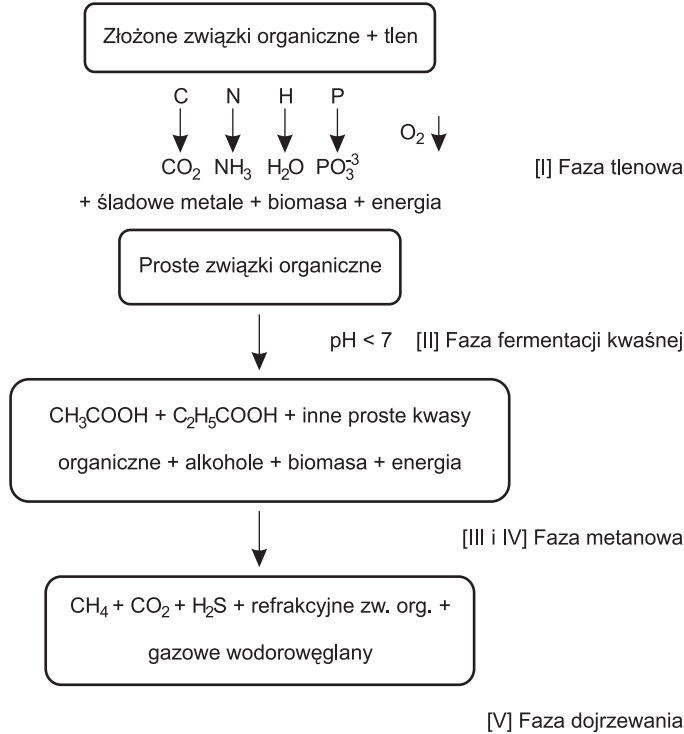 Złożone związki organiczne + tlen
C N H P
O₂
CO₂ NH₃ H₂O PO₃⁻³
[I] Faza tlenowa
+ śladowe metale + biomasa + energia
Proste związki organiczne
pH < 7 [II] Faza fermentacji kwaśnej
CH₃COOH + C₂H₅COOH + inne proste kwasy
organiczne + alkohole + biomasa + energia
[III i IV] Faza metanowa
CH₄ + CO₂ + H₂S + refrakcyjne zw. org. +
gazowe wodorowęglany
[V] Faza dojrzewania